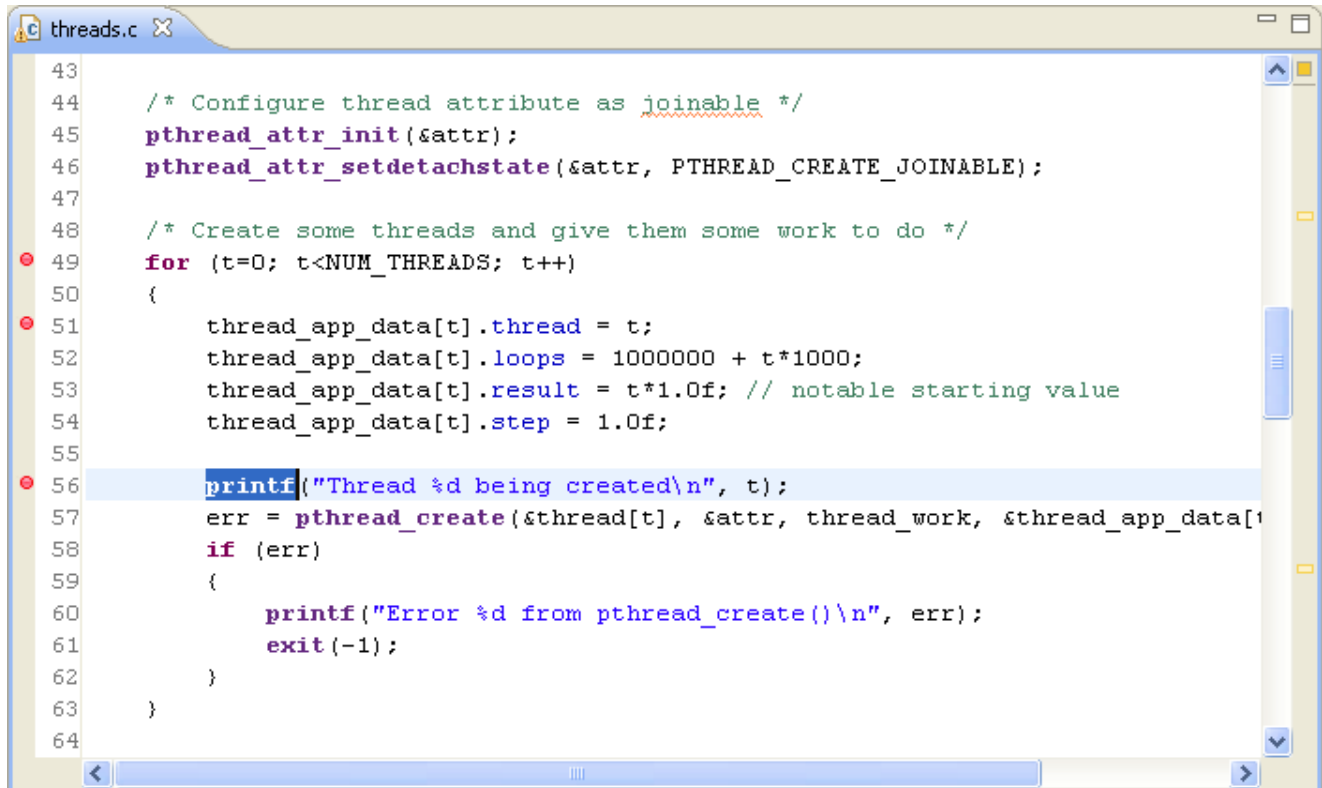 threads.c
43
44 /* Configure thread attribute as joinable */
45 pthread_attr_init(&attr);
46 pthread_attr_setdetachstate(&attr, PTHREAD_CREATE_JOINABLE);
47
48 /* Create some threads and give them some work to do */
49 for (t=0; t<NUM_THREADS; t++)
50 {
51 thread_app_data[t].thread = t;
52 thread_app_data[t].loops = 1000000 + t*1000;
53 thread_app_data[t].result = t*1.0f; // notable starting value
54 thread_app_data[t].step = 1.0f;
55
56 printf("Thread %d being created\n", t);
57 err = pthread_create(&thread[t], &attr, thread_work, &thread_app_data[t
58 if (err)
59 {
60 printf("Error %d from pthread_create()\n", err);
61 exit(-1);
62 }
63 }
64